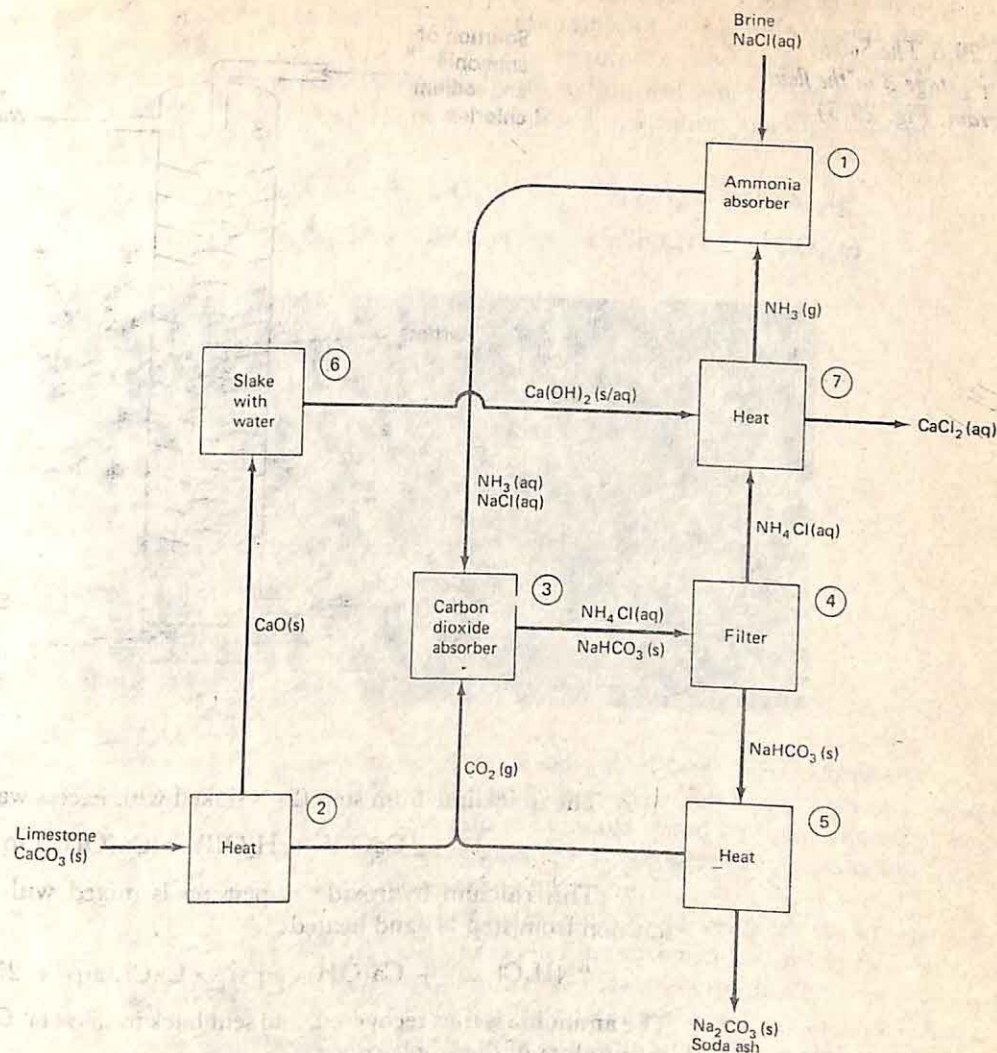 Brine
NaCl(aq)
1
Ammonia
absorber
NH₃(g)
6
Slake
with
water
Ca(OH)₂(s/aq)
7
Heat
CaCl₂(aq)
NH₃(aq)
NaCl(aq)
NH₄Cl(aq)
CaO(s)
3
Carbon
dioxide
absorber
NH₄Cl(aq)
NaHCO₃(s)
4
Filter
CO₂(g)
NaHCO₃(s)
Limestone
CaCO₃(s)
2
Heat
5
Heat
Na₂CO₃(s)
Soda ash